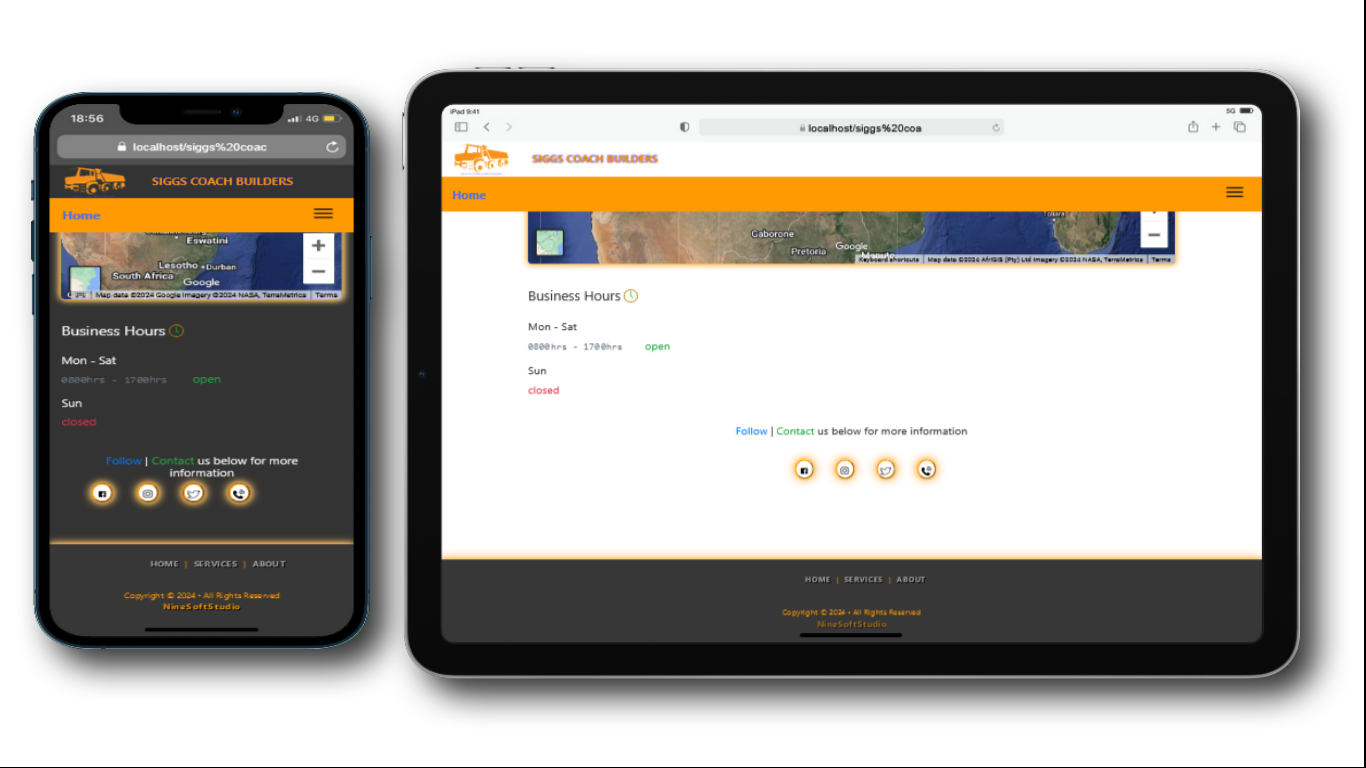 18:56
4G
localhost/siggs%20coac
SIGGS COACH BUILDERS
Home
Eswatini
Lesotho
Durban
South Africa
Google
Map data ©2024 Google Imagery ©2024 NASA, TerraMetrics
Terms
Business Hours
Mon - Sat
0800hrs - 1700hrs open
Sun
closed
Follow | Contact us below for more
information
HOME | SERVICES | ABOUT
Copyright © 2024 • All Rights Reserved
NineSoftStudio
iPad 9:41
5G
localhost/siggs%20coa
SIGGS COACH BUILDERS
Home
Gaborone
Pretoria
Google
Maputo
Keyboard shortcuts
Map data ©2024 AfriGIS (Pty) Ltd Imagery ©2024 NASA, TerraMetrics
Terms
Business Hours
Mon - Sat
0800hrs - 1700hrs open
Sun
closed
Follow | Contact us below for more information
HOME | SERVICES | ABOUT
Copyright © 2024 • All Rights Reserved
NineSoftStudio